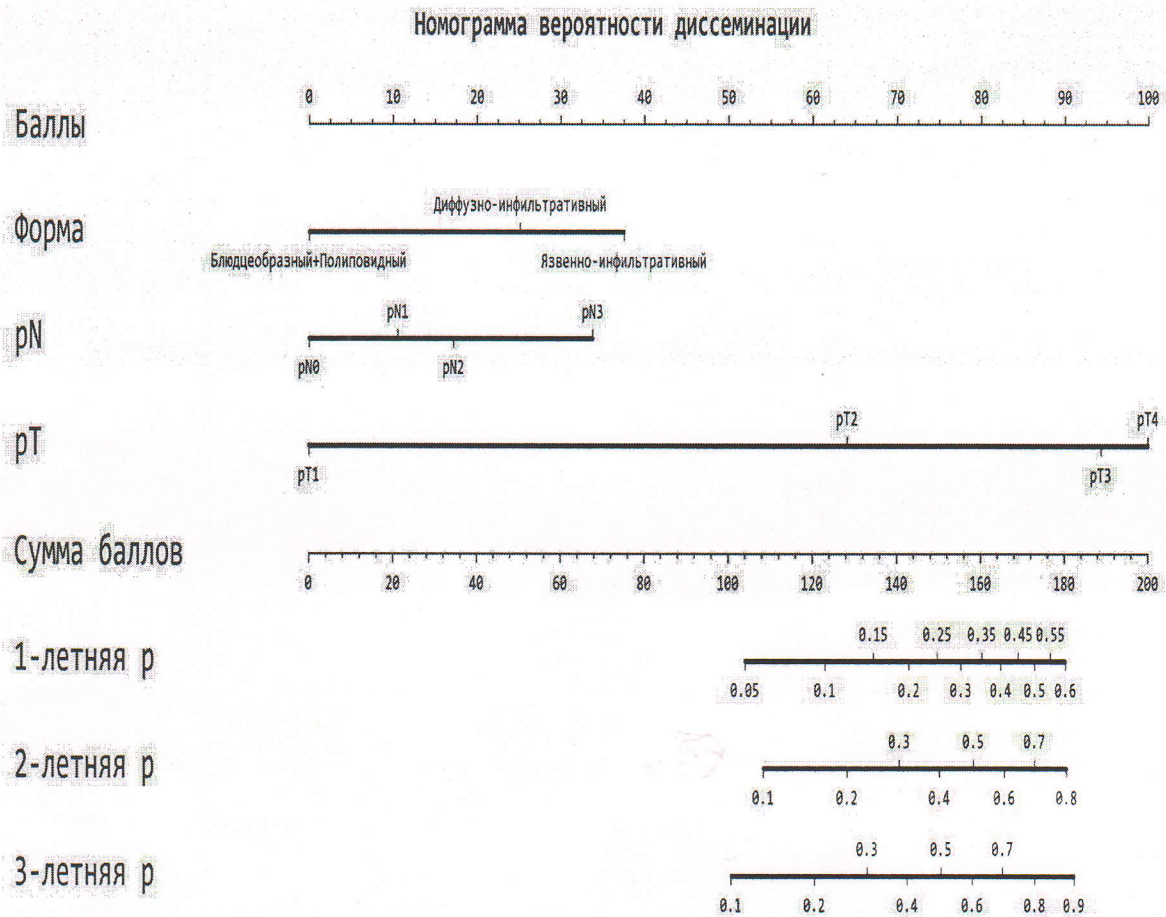 Номограмма вероятности диссеминации
0 10 20 30 40 50 60 70 80 90 100
Баллы
Диффузно-инфильтративный
Форма
Блюдцеобразный+Полиповидный Язвенно-инфильтративный
pN1 pN3
pN
pN0 pN2
pT2 pT4
pT
pT1 pT3
Сумма баллов
0 20 40 60 80 100 120 140 160 180 200
0.15 0.25 0.35 0.45 0.55
1-летняя p
0.05 0.1 0.2 0.3 0.4 0.5 0.6
0.3 0.5 0.7
2-летняя p
0.1 0.2 0.4 0.6 0.8
0.3 0.5 0.7
3-летняя p
0.1 0.2 0.4 0.6 0.8 0.9